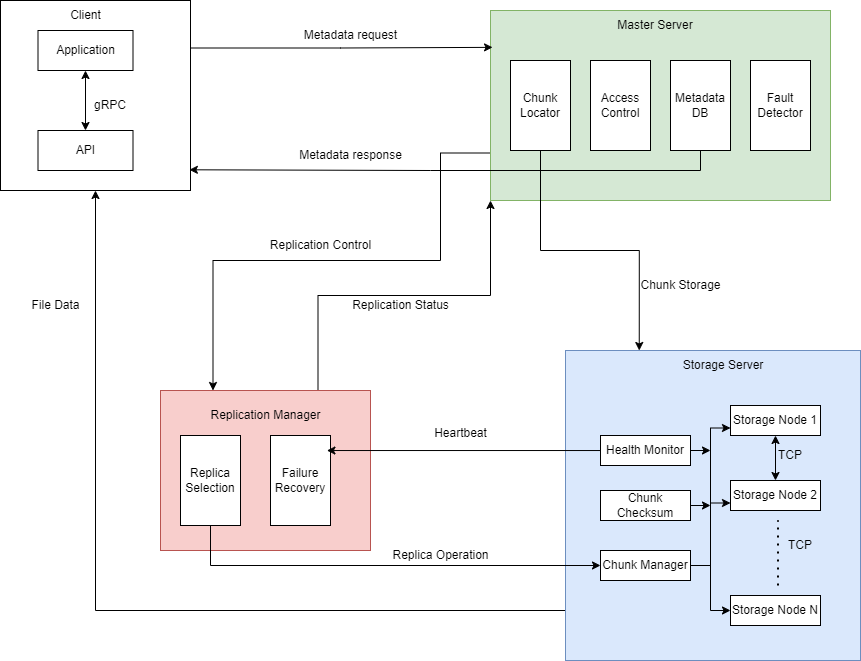 Client
Application
gRPC
API
Metadata request
Metadata response
Master Server
Chunk
Locator
Access
Control
Metadata
DB
Fault
Detector
Replication Control
Replication Status
Chunk Storage
File Data
Replication Manager
Replica
Selection
Failure
Recovery
Heartbeat
Replica Operation
Storage Server
Health Monitor
Chunk
Checksum
Chunk Manager
Storage Node 1
TCP
Storage Node 2
TCP
Storage Node N